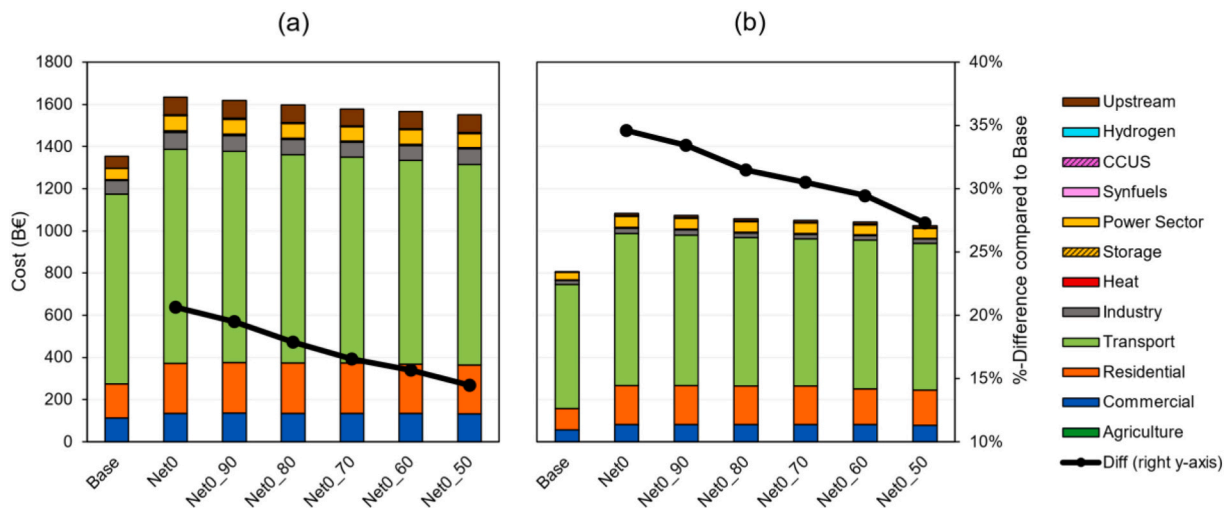 (a)
(b)
1800
1600
1400
1200
1000
800
600
400
200
0
Cost (B€)
Base
Net0
Net0_90
Net0_80
Net0_70
Net0_60
Net0_50
Base
Net0
Net0_90
Net0_80
Net0_70
Net0_60
Net0_50
40%
35%
30%
25%
20%
15%
10%
%-Difference compared to Base
Upstream
Hydrogen
CCUS
Synfuels
Power Sector
Storage
Heat
Industry
Transport
Residential
Commercial
Agriculture
Diff (right y-axis)